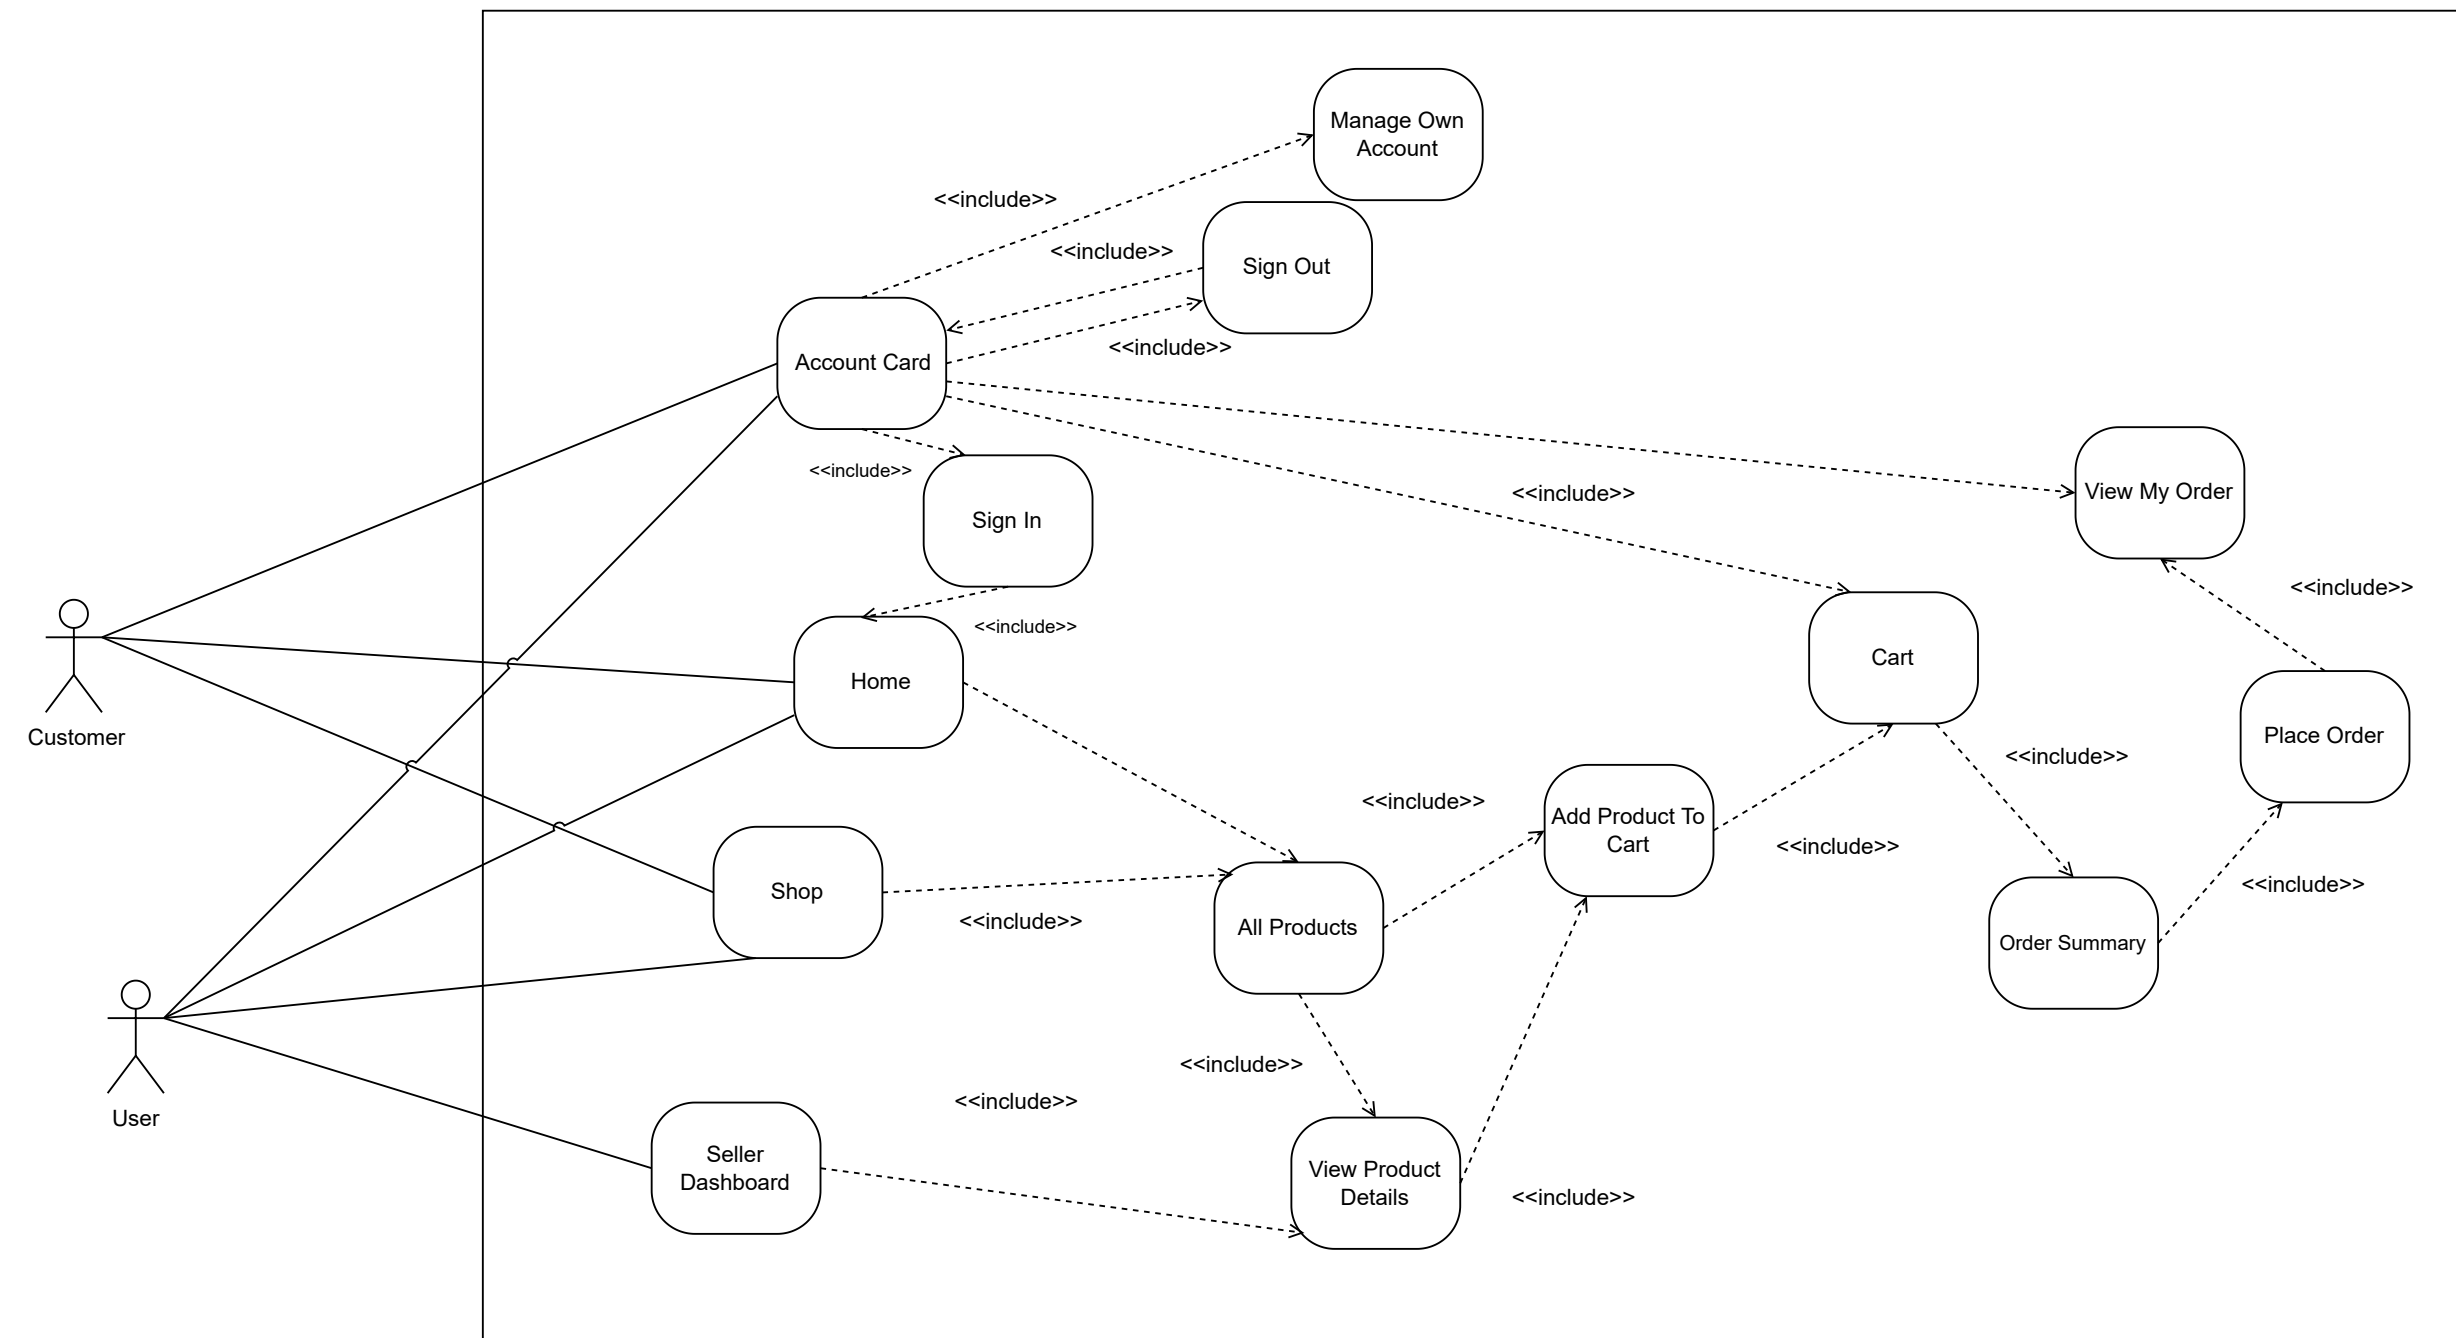 Manage Own
Account
<<include>>
<<include>>
Sign Out
<<include>>
Account Card
<<include>>
Sign In
<<include>>
View My Order
<<include>>
<<include>>
Home
Cart
Customer
Place Order
<<include>>
<<include>>
Add Product To
Cart
<<include>>
Shop
<<include>>
<<include>>
All Products
Order Summary
<<include>>
<<include>>
User
Seller
Dashboard
View Product
Details
<<include>>